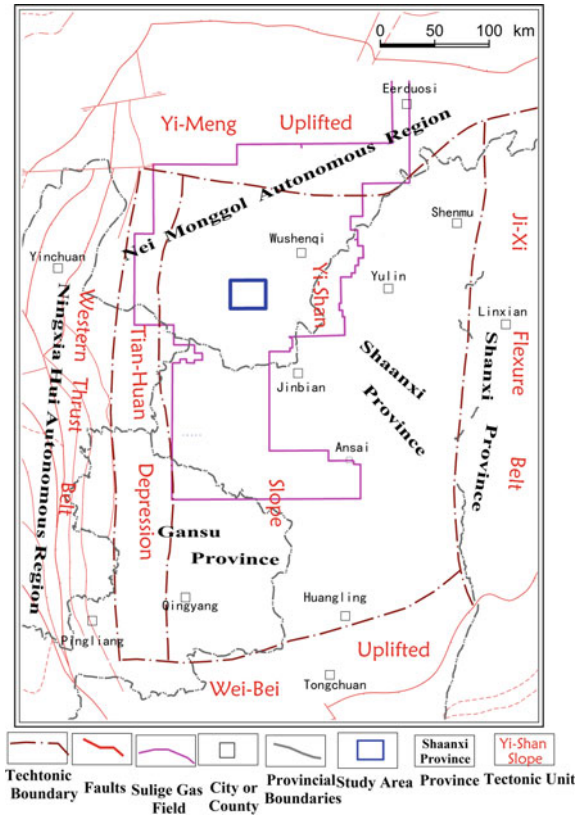 0 50 100 km
Eerduosi
Yi-Meng Uplifted
Nei Monggol Autonomous Region
Shenmu
Ji-Xi
Wushenqi
Yinchuan
Yulin
Yi-Shan
Linxian
Ningxia Hui Autonomous Region
Western Thrust
Tian-Huan
Shaanxi
Province
Shanxi
Province
Flexure
Jinbian
Ansai
Belt
Belt
Depression
Slope
Gansu
Province
Qingyang
Huangling
Pingliang
Uplifted
Wei-Bei
Tongchuan
Shaanxi
Province
Yi-Shan
Slope
Techtonic
Boundary
Faults
Sulige Gas
Field
City or
County
Provincial
Boundaries
Study Area
Province
Tectonic Unit